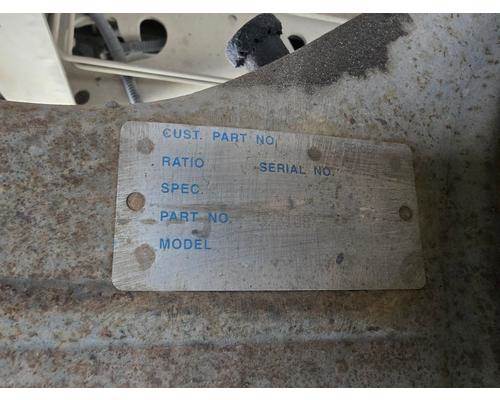 CUST. PART NO.
RATIO SERIAL NO.
SPEC.
PART NO.
MODEL